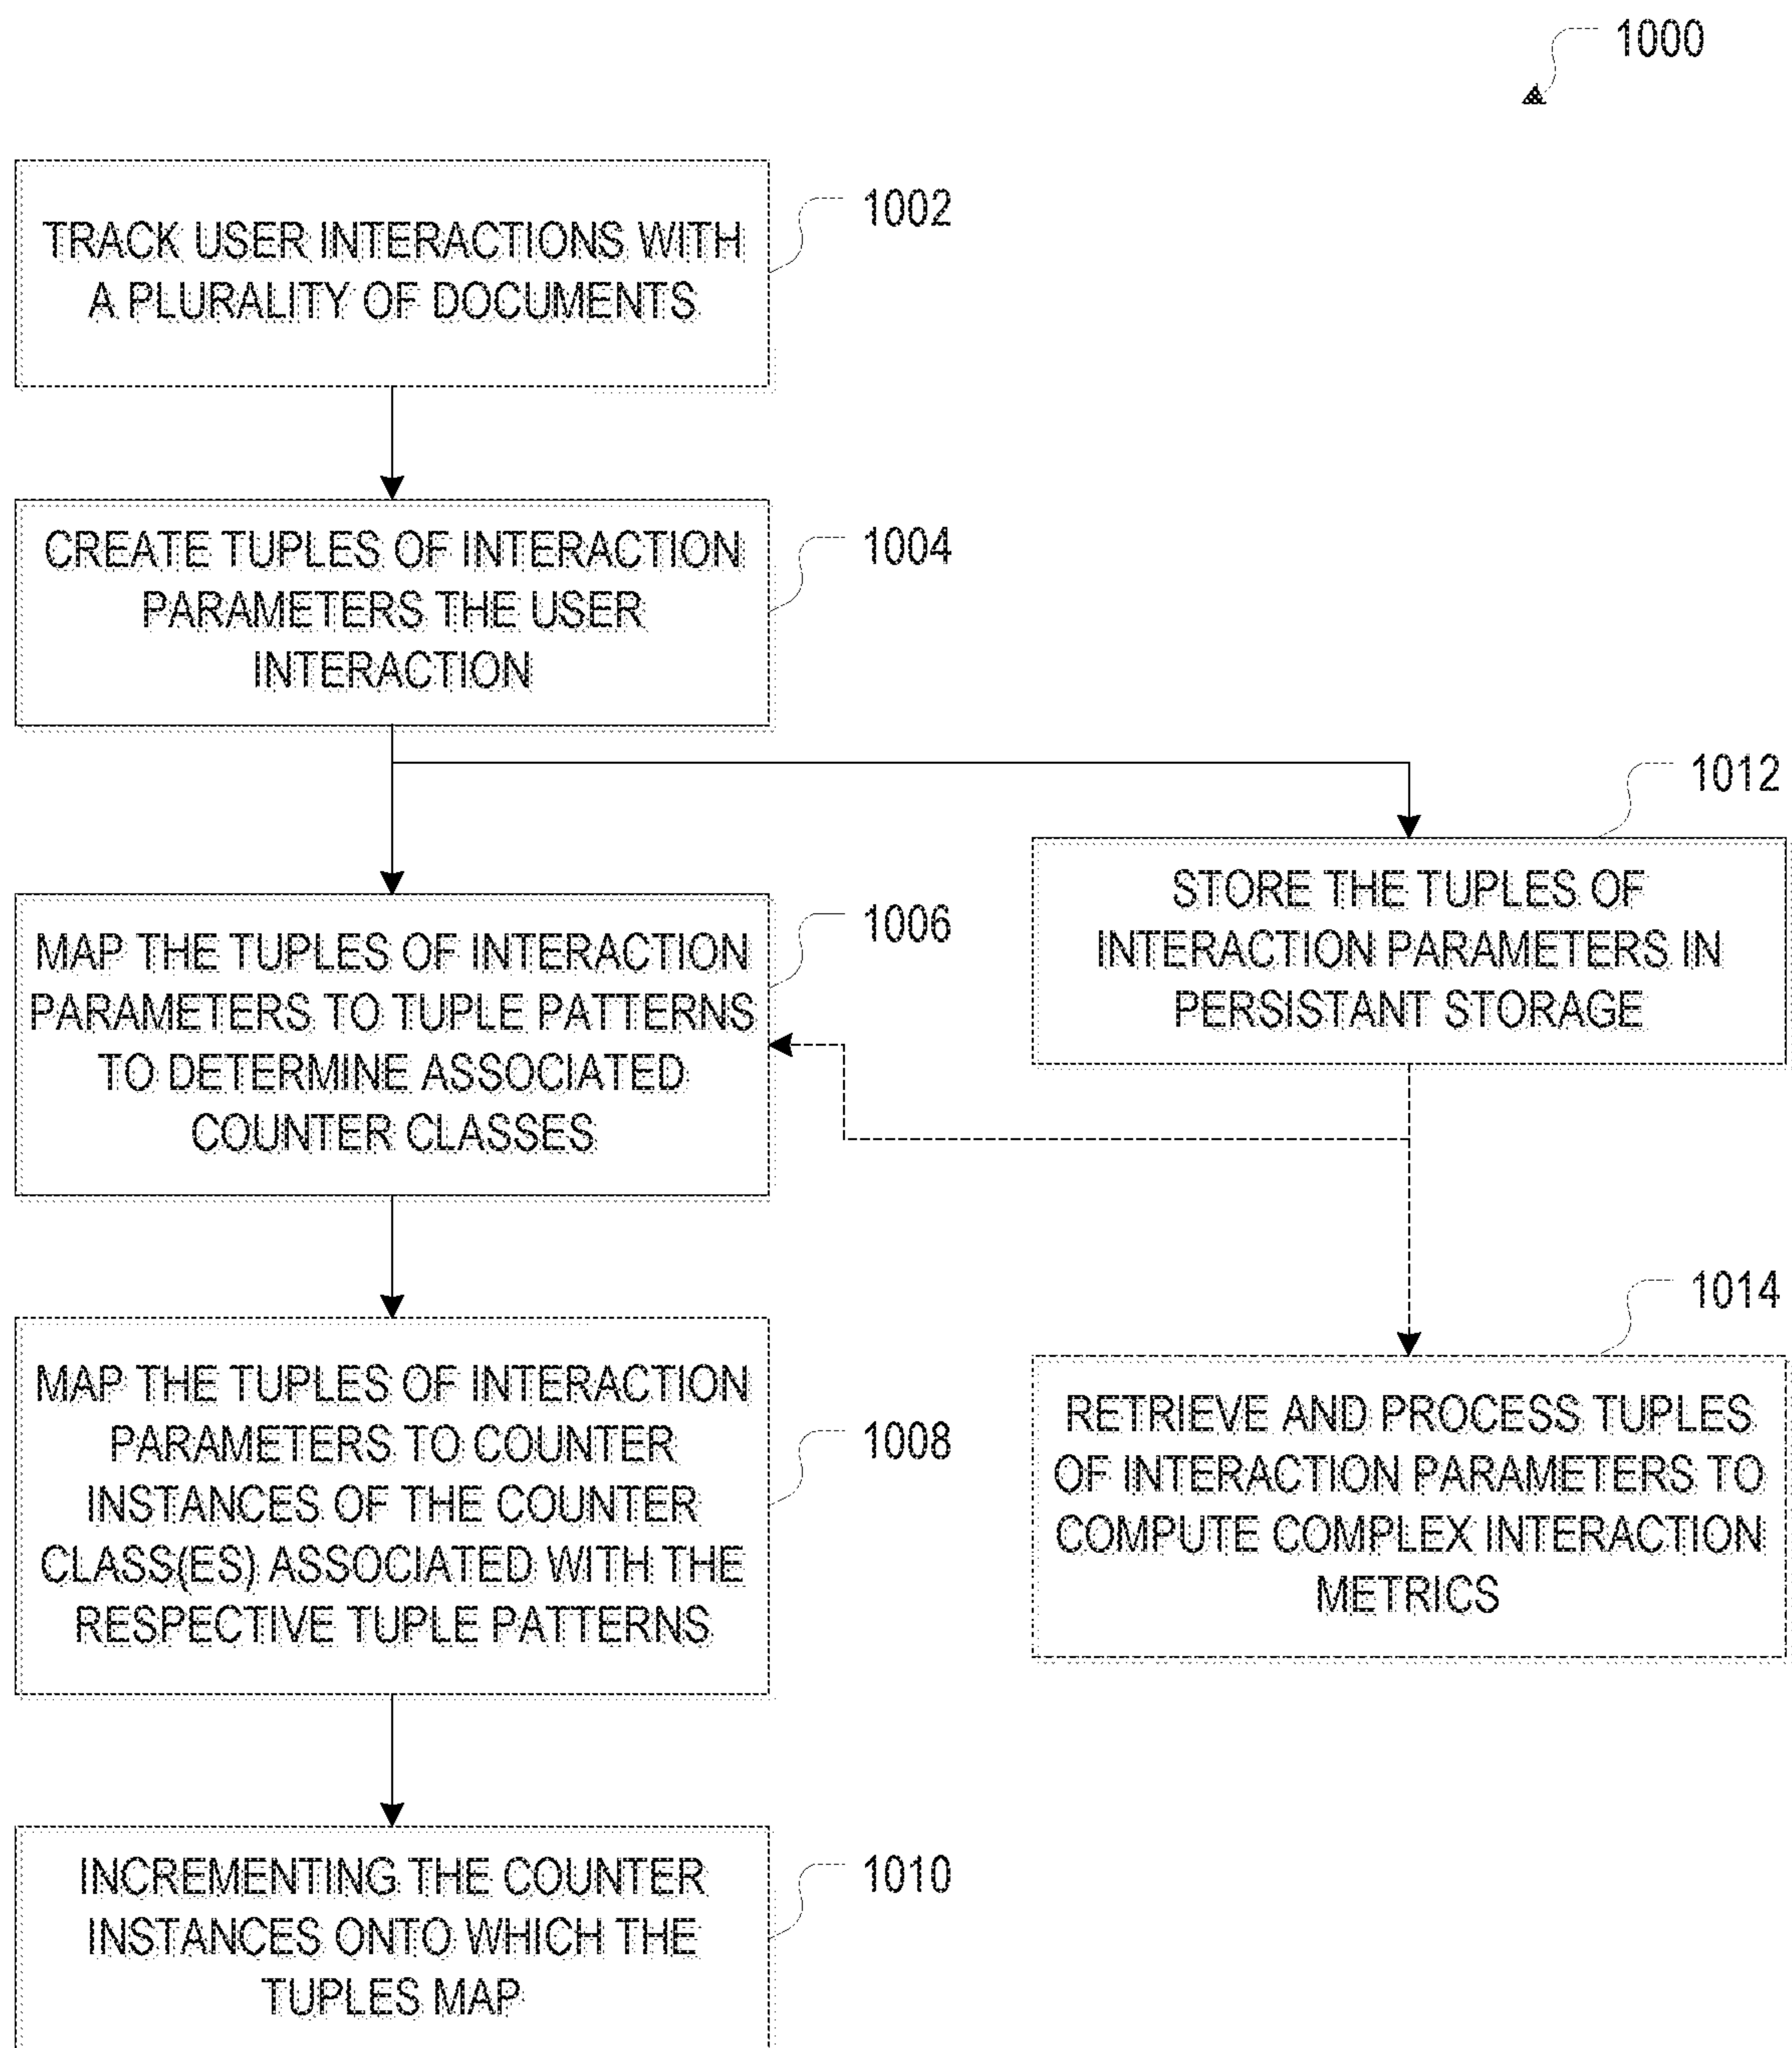 1000
TRACK USER INTERACTIONS WITH
A PLURALITY OF DOCUMENTS
1002
CREATE TUPLES OF INTERACTION
PARAMETERS THE USER
INTERACTION
1004
MAP THE TUPLES OF INTERACTION
PARAMETERS TO TUPLE PATTERNS
TO DETERMINE ASSOCIATED
COUNTER CLASSES
1006
STORE THE TUPLES OF
INTERACTION PARAMETERS IN
PERSISTANT STORAGE
1012
MAP THE TUPLES OF INTERACTION
PARAMETERS TO COUNTER
INSTANCES OF THE COUNTER
CLASS(ES) ASSOCIATED WITH THE
RESPECTIVE TUPLE PATTERNS
1008
RETRIEVE AND PROCESS TUPLES
OF INTERACTION PARAMETERS TO
COMPUTE COMPLEX INTERACTION
METRICS
1014
INCREMENTING THE COUNTER
INSTANCES ONTO WHICH THE
TUPLES MAP
1010